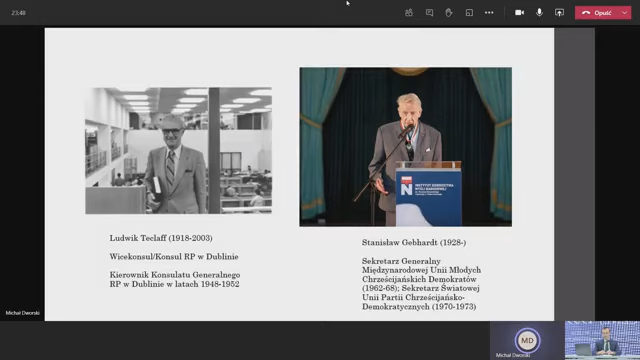 23:48
Opuść
INSTYTUT DZIEDZICTWA
MYŚLI NARODOWEJ
Ludwik Teclaff (1918-2003)
Wicekonsul/Konsul RP w Dublinie
Kierownik Konsulatu Generalnego
RP w Dublinie w latach 1948-1952
Stanisław Gebhardt (1928-)
Sekretarz Generalny
Międzynarodowej Unii Młodych
Chrześcijańskich Demokratów
(1962-68); Sekretarz Światowej
Unii Partii Chrześcijańsko-
Demokratycznych (1970-1973)
Michał Dworski
MD
Michał Dworski